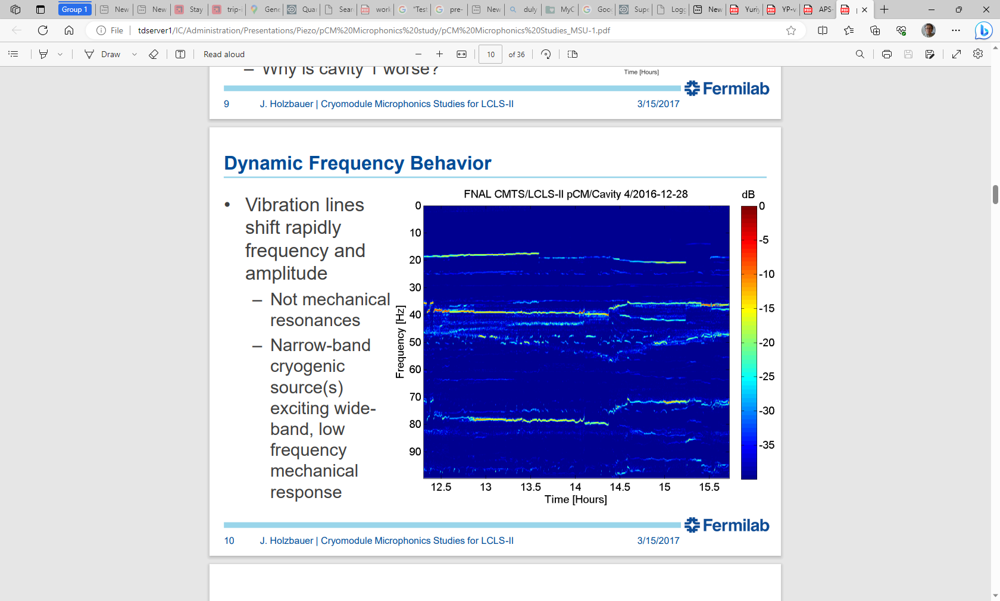 Group 1
New
New
Stay
trip-
Gene
Quai
Sear
work
"Test
pre-
New
duly
MyC
Goo
Supe
Logg
New
Yuriy
YP-v
APS-
File
tdserver1/IC/Administration/Presentations/Piezo/pCM%20Microphonics%20study/pCM%20Microphonics%20Studies_MSU-1.pdf
Draw
Read aloud
10 of 36
– Why is cavity 1 worse?
Time [Hours]
Fermilab
9 J. Holzbauer | Cryomodule Microphonics Studies for LCLS-II 3/15/2017
Dynamic Frequency Behavior
• Vibration lines
shift rapidly
frequency and
amplitude
– Not mechanical
resonances
– Narrow-band
cryogenic
source(s)
exciting wide-
band, low
frequency
mechanical
response
FNAL CMTS/LCLS-II pCM/Cavity 4/2016-12-28
dB
0
10
20
30
40
50
60
70
80
90
Frequency [Hz]
12.5 13 13.5 14 14.5 15 15.5
Time [Hours]
0
-5
-10
-15
-20
-25
-30
-35
Fermilab
10 J. Holzbauer | Cryomodule Microphonics Studies for LCLS-II 3/15/2017